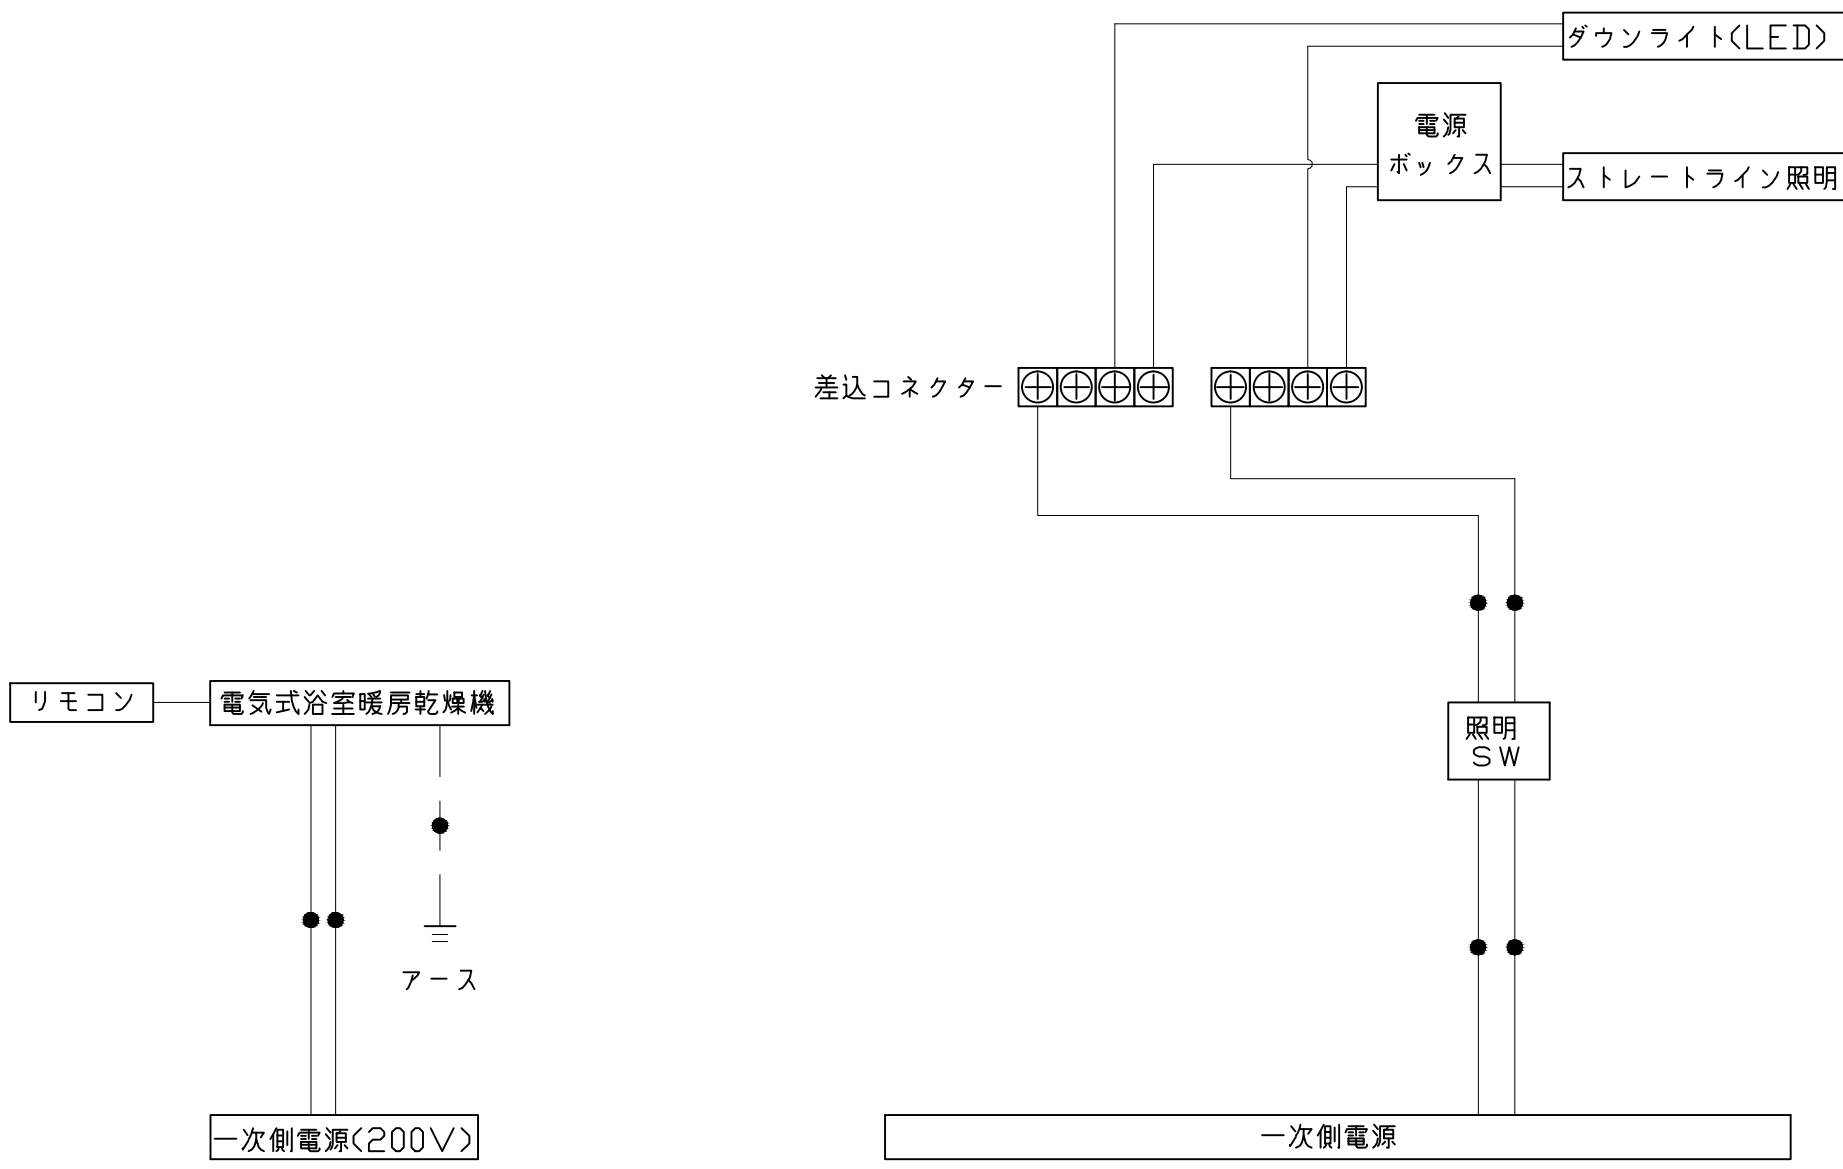 ダウンライト(LED)
電源
ボックス
ストレートライン照明
差込コネクター
リモコン
電気式浴室暖房乾燥機
照明
SW
アース
一次側電源(200V)
一次側電源